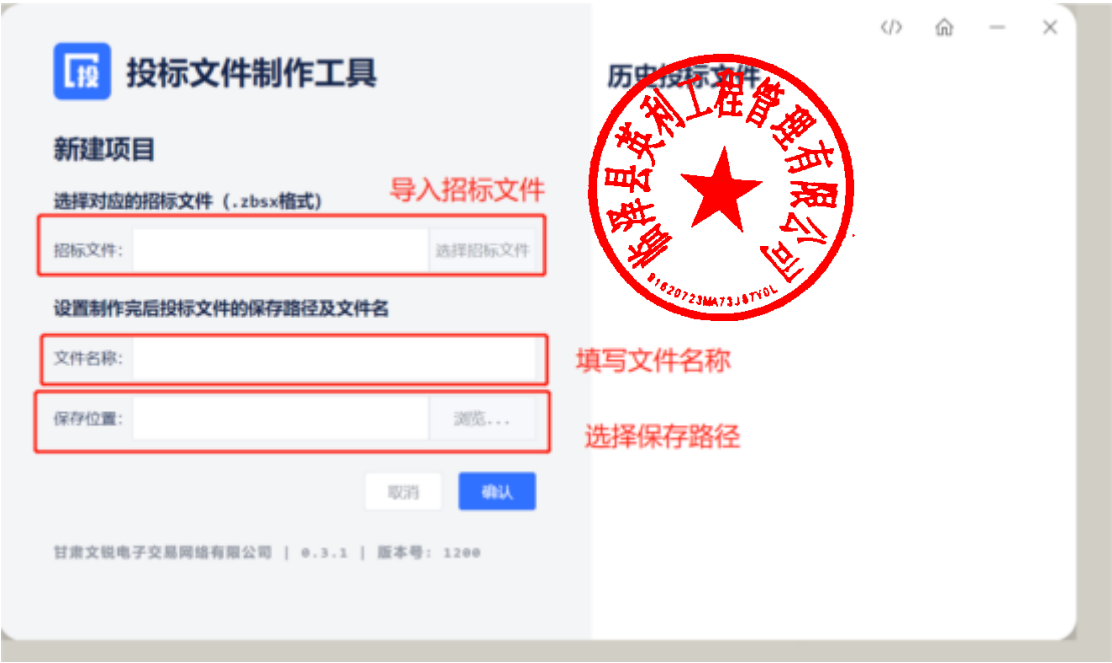 投标文件制作工具
历史投标文件
新建项目
选择对应的招标文件（.zbsx格式）
导入招标文件
招标文件：
选择招标文件
设置制作完后投标文件的保存路径及文件名
文件名称：
填写文件名称
保存位置：
浏览...
选择保存路径
取消
确认
甘肃文锐电子交易网络有限公司 | 0.3.1 | 版本号: 1200
投
临泽县英利工程管理有限公司